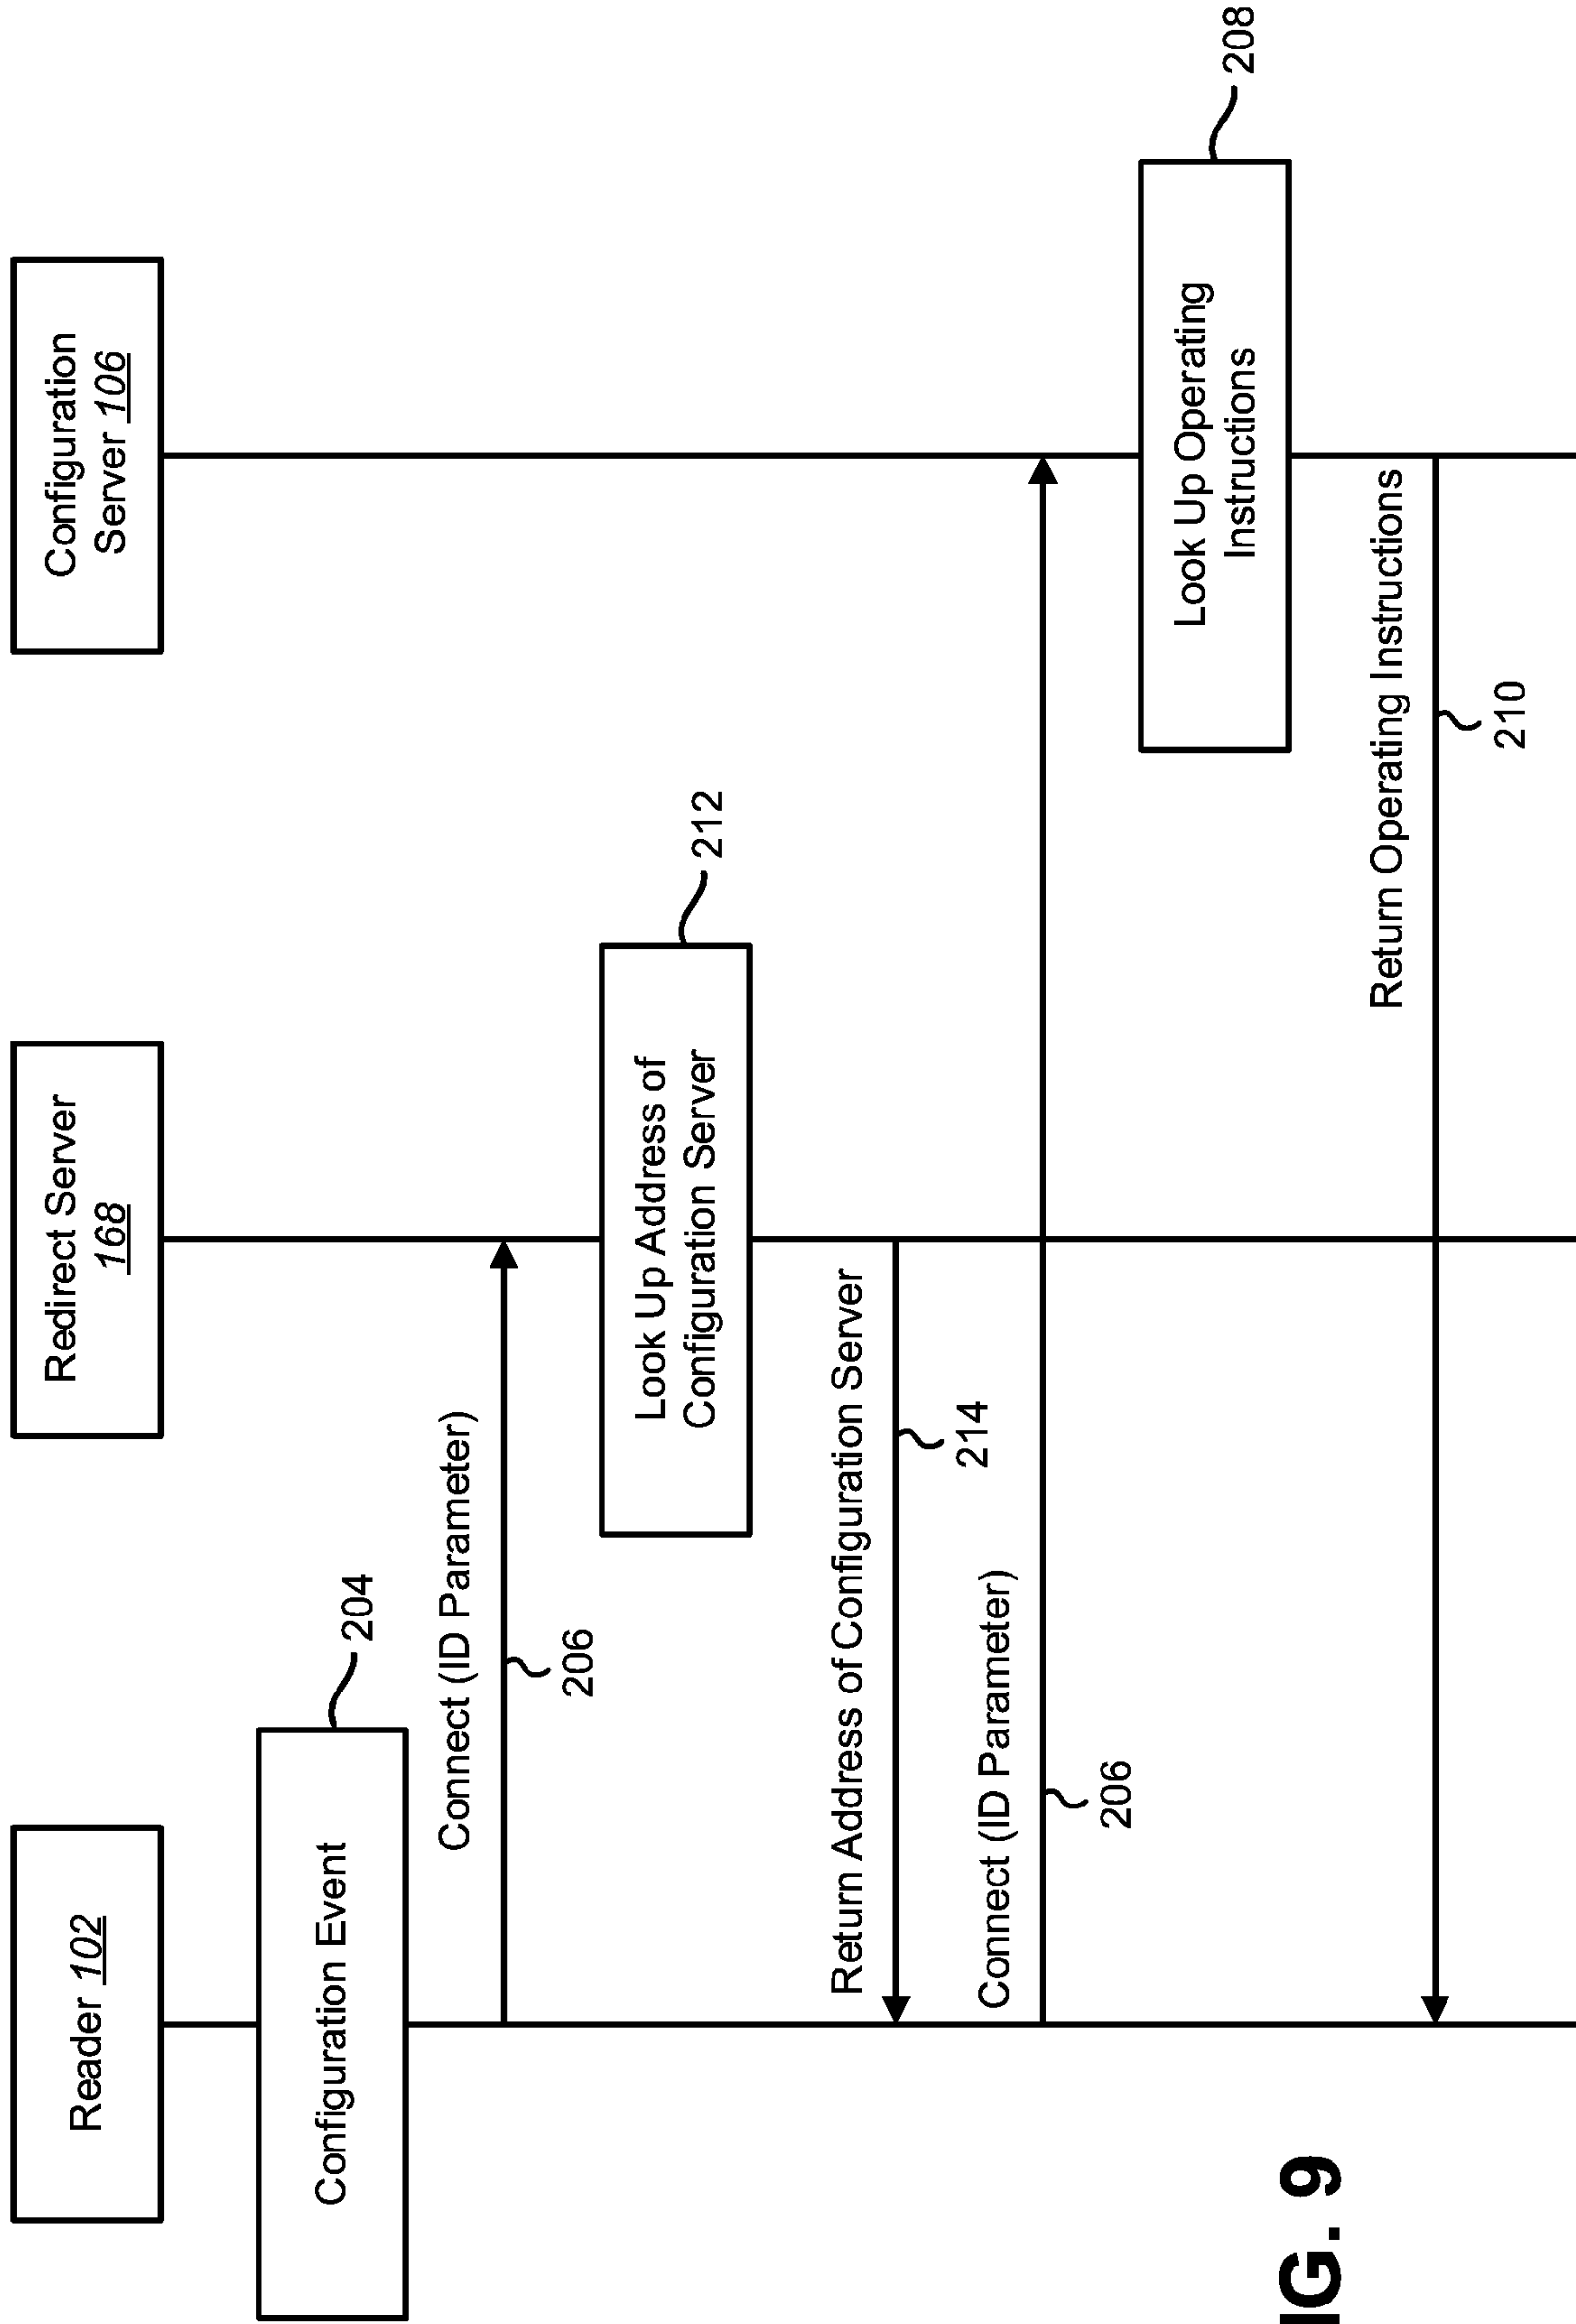 Reader 102
Redirect Server
168
Configuration
Server 106
Configuration Event
204
Connect (ID Parameter)
206
Look Up Address of
Configuration Server
212
Return Address of Configuration Server
214
Connect (ID Parameter)
206
Look Up Operating
Instructions
208
Return Operating Instructions
210
IG. 9